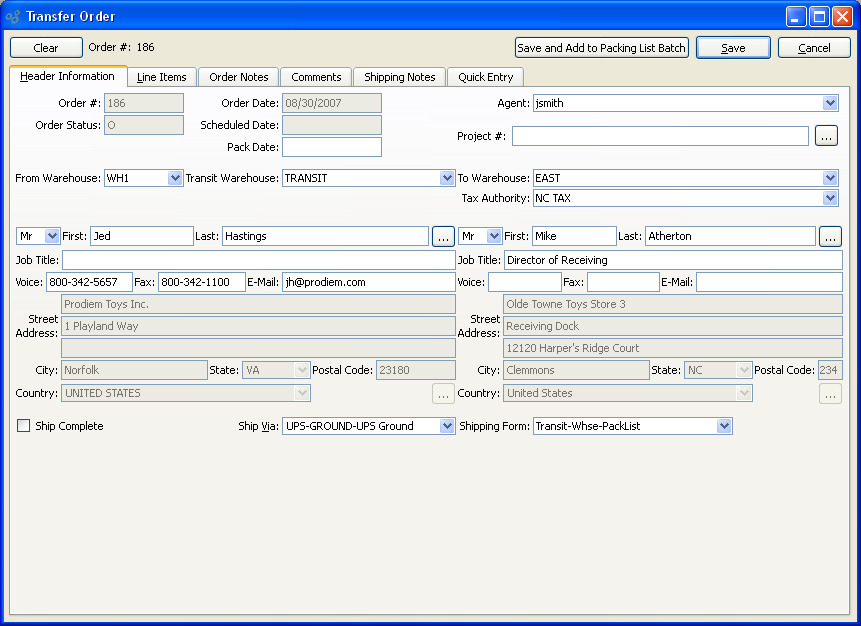 Transfer Order
Clear Order #: 186 Save and Add to Packing List Batch Save Cancel
Header Information Line Items Order Notes Comments Shipping Notes Quick Entry
Order #: 186 Order Date: 08/30/2007 Agent: jsmith
Order Status: O Scheduled Date:
Project #: ...
Pack Date:
From Warehouse: WH1 Transit Warehouse: TRANSIT To Warehouse: EAST
Tax Authority: NC TAX
Mr First: Jed Last: Hastings ... Mr First: Mike Last: Atherton ...
Job Title: Job Title: Director of Receiving
Voice: 800-342-5657 Fax: 800-342-1100 E-Mail: jh@prodiem.com Voice: Fax: E-Mail:
Prodiem Toys Inc. Olde Towne Toys Store 3
Street Address: 1 Playland Way Street Address: Receiving Dock
12120 Harper's Ridge Court
City: Norfolk State: VA Postal Code: 23180 City: Clemmons State: NC Postal Code: 234
Country: UNITED STATES ... Country: United States ...
Ship Complete Ship Via: UPS-GROUND-UPS Ground Shipping Form: Transit-Whse-PackList